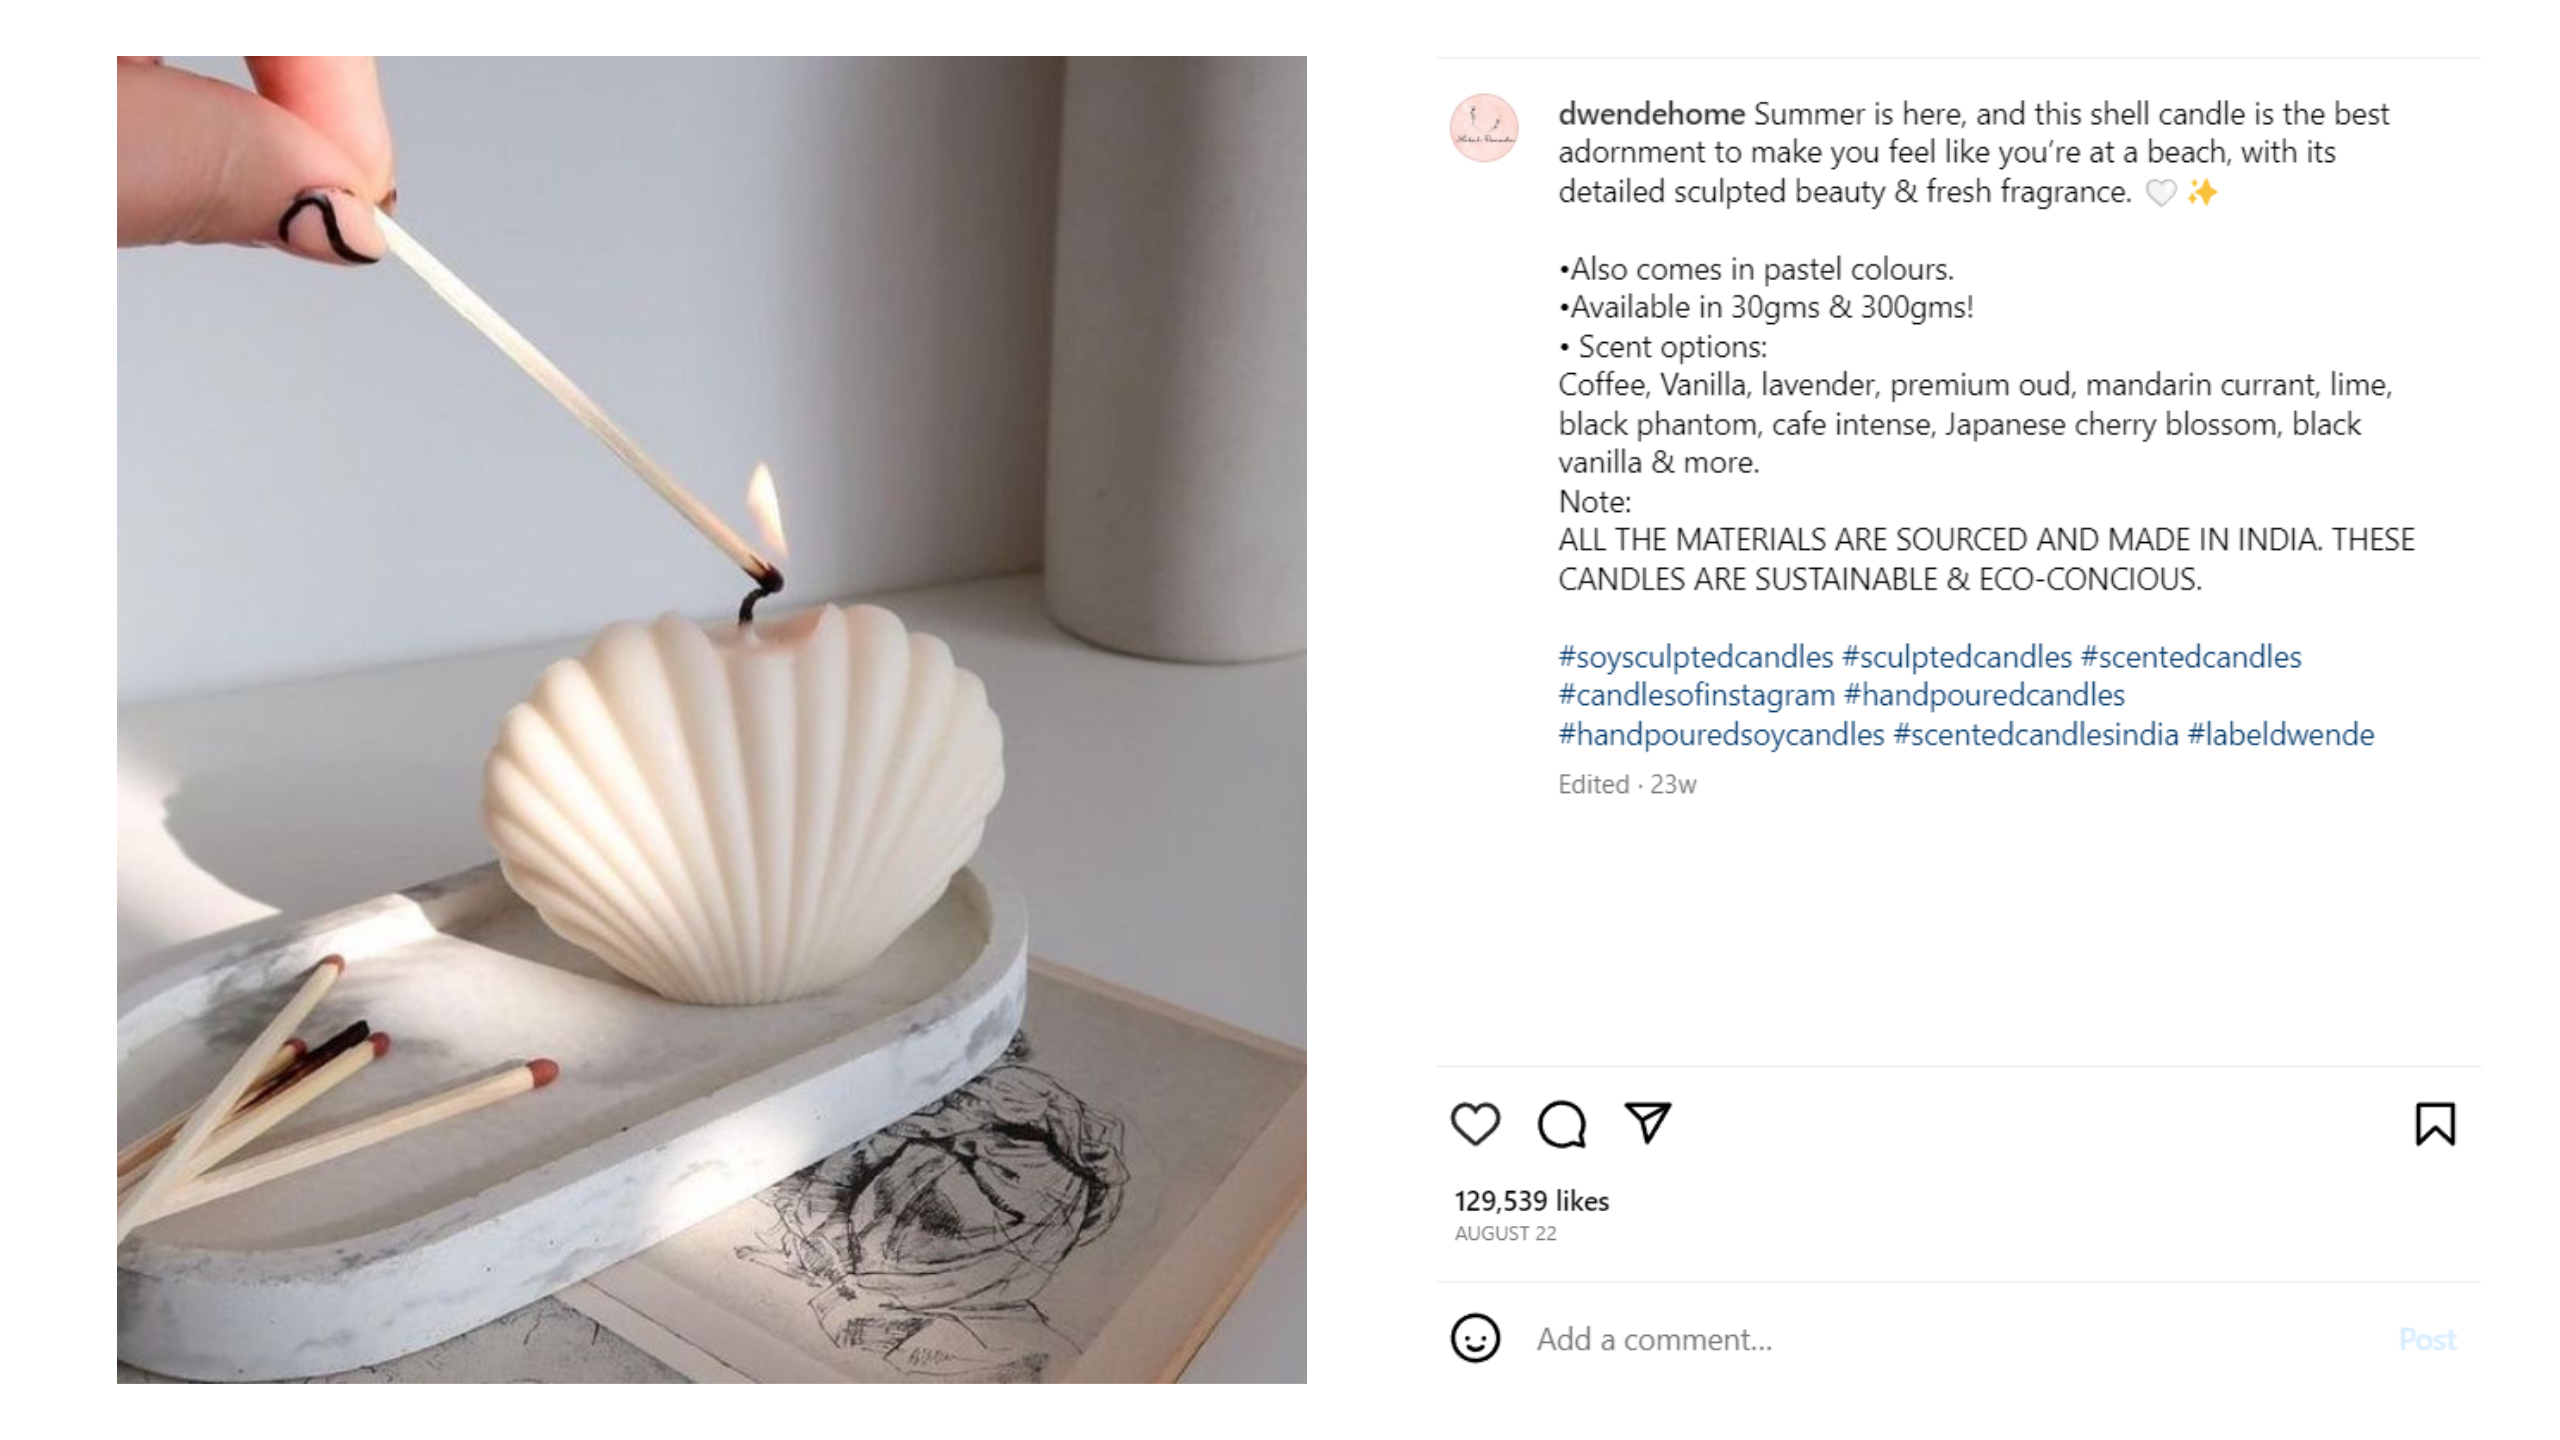 dwendehome Summer is here, and this shell candle is the best
adornment to make you feel like you’re at a beach, with its
detailed sculpted beauty & fresh fragrance. 🤍 ✨
•Also comes in pastel colours.
•Available in 30gms & 300gms!
• Scent options:
Coffee, Vanilla, lavender, premium oud, mandarin currant, lime,
black phantom, cafe intense, Japanese cherry blossom, black
vanilla & more.
Note:
ALL THE MATERIALS ARE SOURCED AND MADE IN INDIA. THESE
CANDLES ARE SUSTAINABLE & ECO-CONCIOUS.
#soysculptedcandles #sculptedcandles #scentedcandles
#candlesofinstagram #handpouredcandles
#handpouredsoycandles #scentedcandlesindia #labeldwende
Edited · 23w
129,539 likes
AUGUST 22
Add a comment...
Post